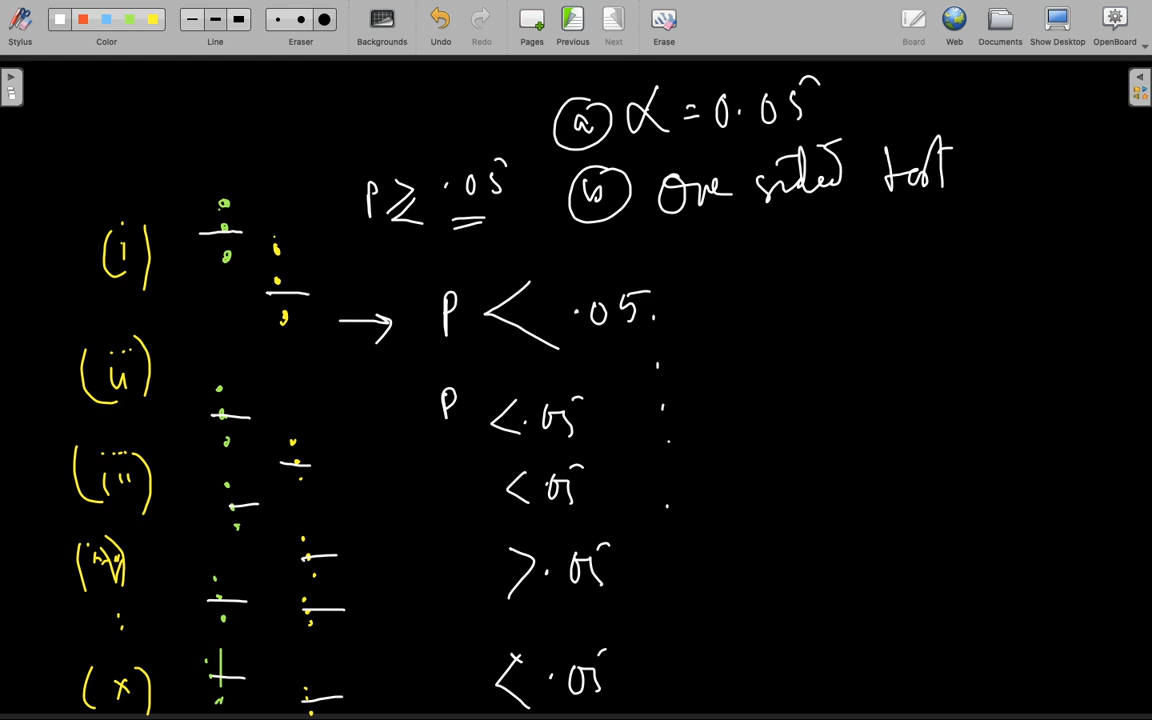 Stylus Color Line Eraser Backgrounds Undo Redo Pages Previous Next Erase Board Web Documents Show Desktop OpenBoard
(a) α = 0.05
P ≥ .05 (b) One sided test
(i)
→ P < .05.
(ii)
P < .05
(iii) < .05
(iv) > .05
(x) < .05